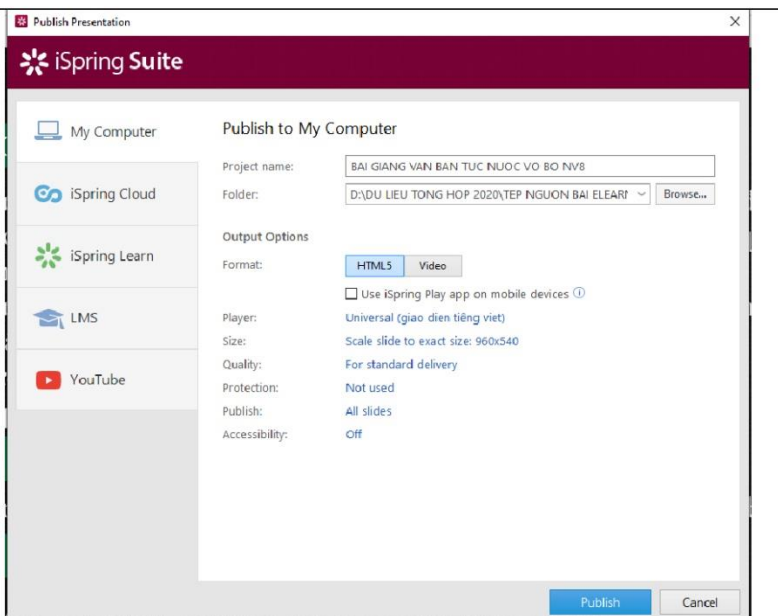 Publish Presentation
iSpring Suite
My Computer
iSpring Cloud
iSpring Learn
LMS
YouTube
Publish to My Computer
Project name: BAI GIANG VAN BAN TUC NUOC VO BO NV8
Folder: D:\DU LIEU TONG HOP 2020\TEP NGUON BAI ELEARN Browse...
Output Options
Format: HTML5 Video
Use iSpring Play app on mobile devices
Player: Universal (giao dien tiêng viet)
Size: Scale slide to exact size: 960x540
Quality: For standard delivery
Protection: Not used
Publish: All slides
Accessibility: Off
Publish Cancel